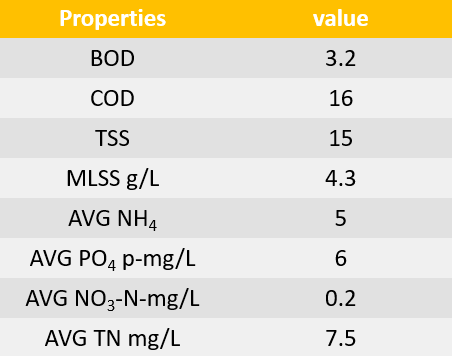 Properties value
BOD 3.2
COD 16
TSS 15
MLSS g/L 4.3
AVG NH₄ 5
AVG PO₄ p-mg/L 6
AVG NO₃-N-mg/L 0.2
AVG TN mg/L 7.5